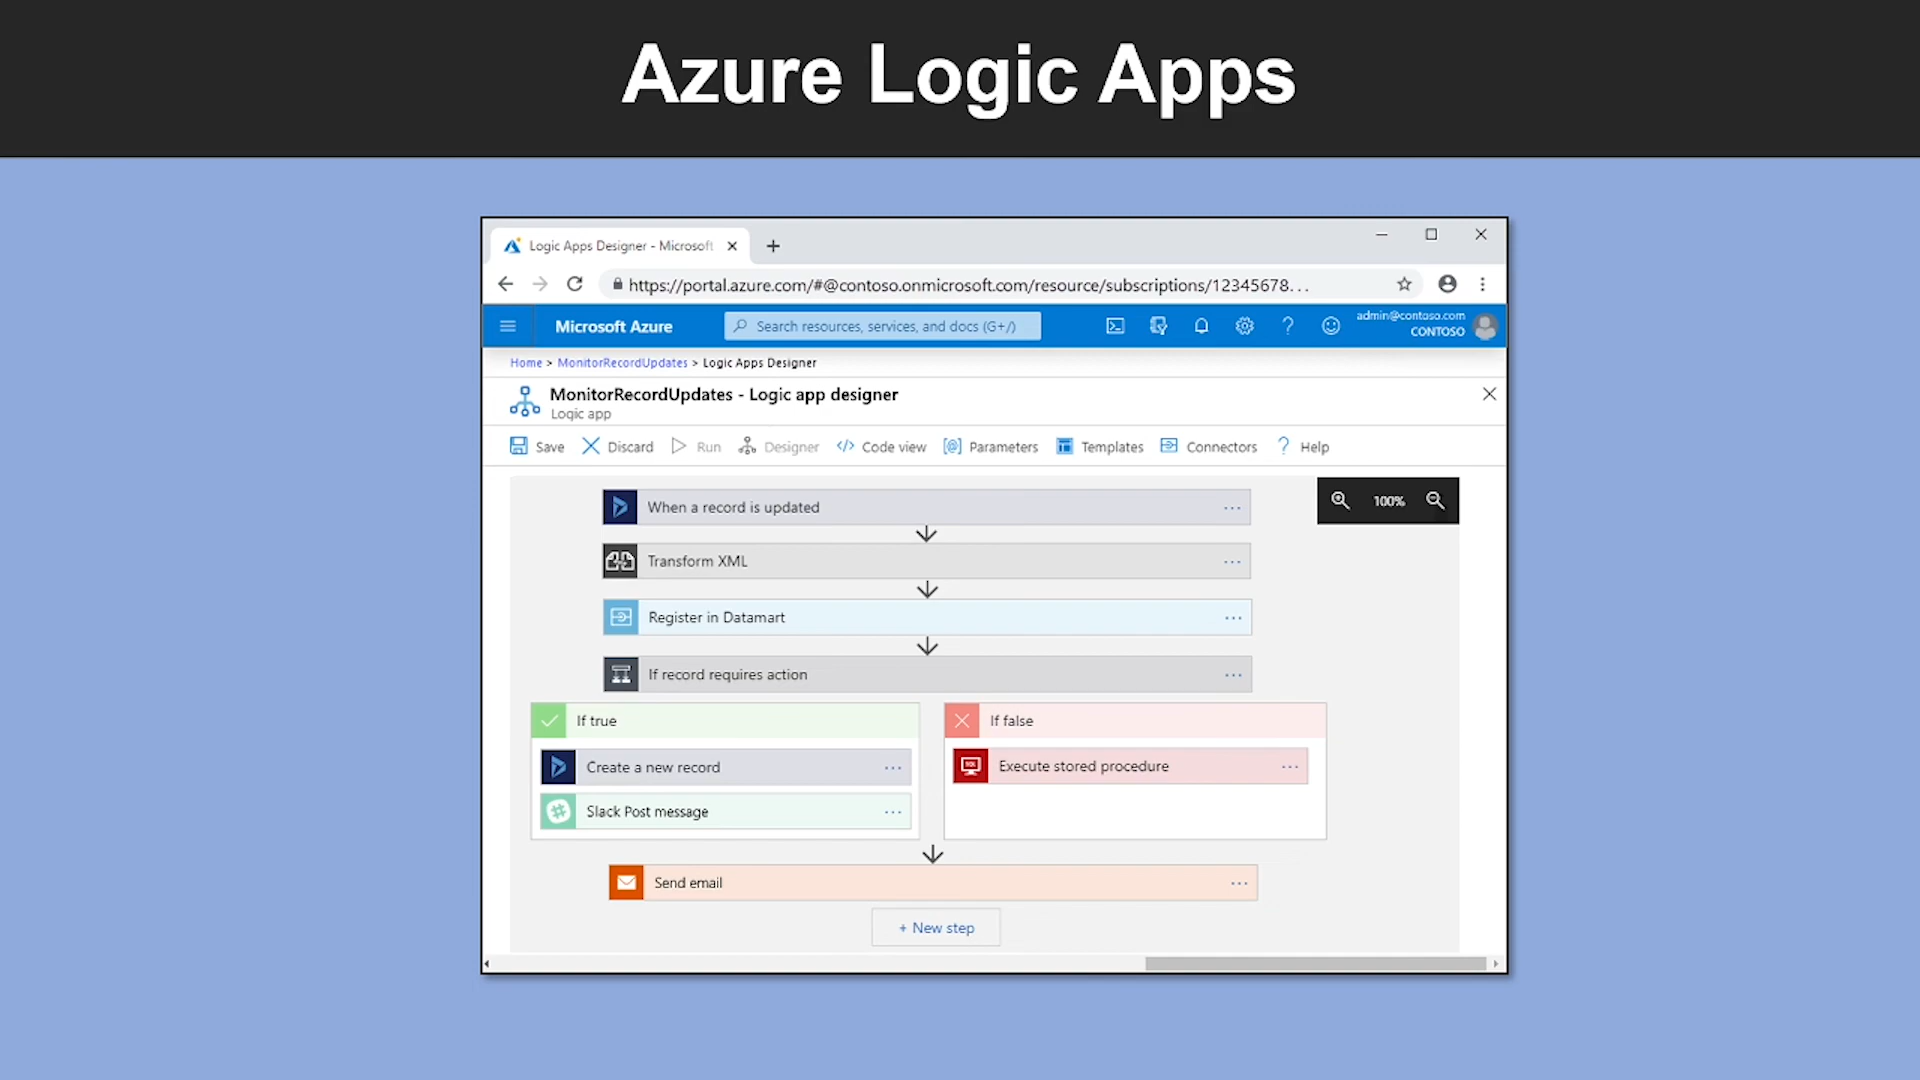 Azure Logic Apps
Logic Apps Designer - Microsoft
https://portal.azure.com/#@contoso.onmicrosoft.com/resource/subscriptions/12345678...
Microsoft Azure
Search resources, services, and docs (G+/)
admin@contoso.com
CONTOSO
Home > MonitorRecordUpdates > Logic Apps Designer
MonitorRecordUpdates - Logic app designer
Logic app
Save Discard Run Designer Code view Parameters Templates Connectors Help
When a record is updated
100%
Transform XML
Register in Datamart
If record requires action
If true
Create a new record
Slack Post message
If false
Execute stored procedure
Send email
+ New step